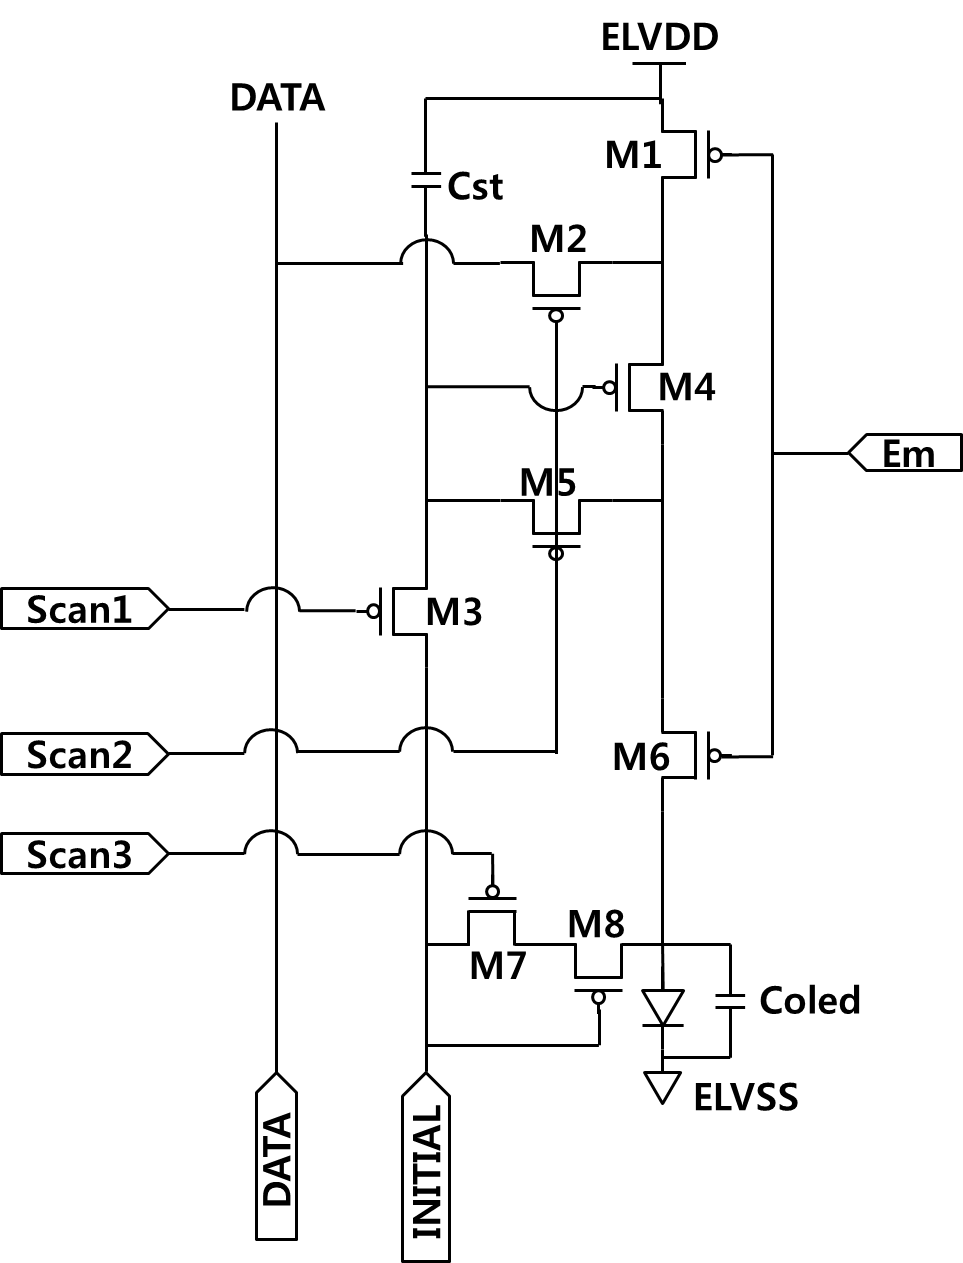 ELVDD
DATA
M1
Cst
M2
M4
Em
M5
Scan1
M3
Scan2
M6
Scan3
M8
M7
Coled
ELVSS
DATA
INITIAL